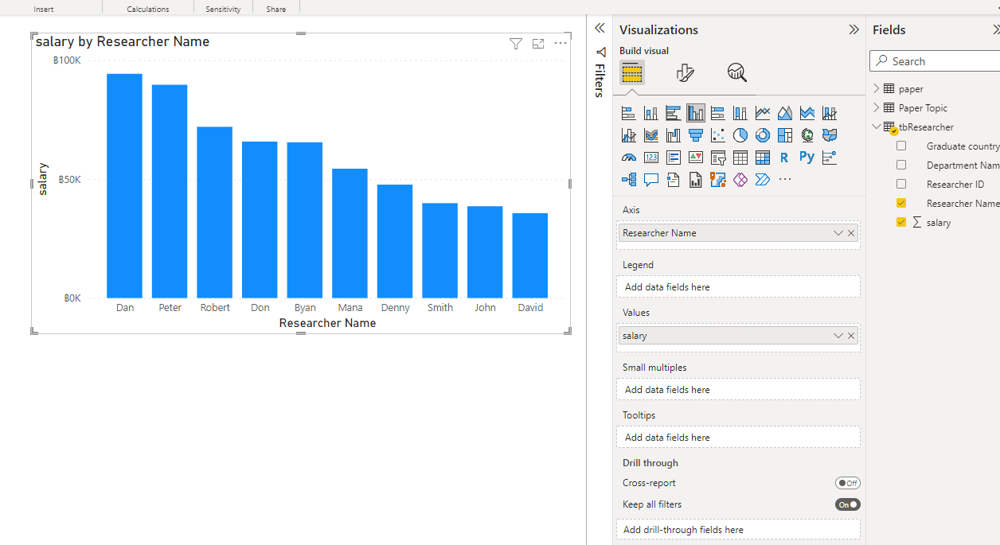 Insert
Calculations
Sensitivity
Share
salary by Researcher Name
฿100K
฿50K
฿0K
salary
Dan Peter Robert Don Byan Mana Denny Smith John David
Researcher Name
Filters
Visualizations
Build visual
123
R
Py
Axis
Researcher Name
Legend
Add data fields here
Values
salary
Small multiples
Add data fields here
Tooltips
Add data fields here
Drill through
Cross-report
Off
Keep all filters
On
Add drill-through fields here
Fields
Search
paper
Paper Topic
tbResearcher
Graduate country
Department Nam
Researcher ID
Researcher Name
salary